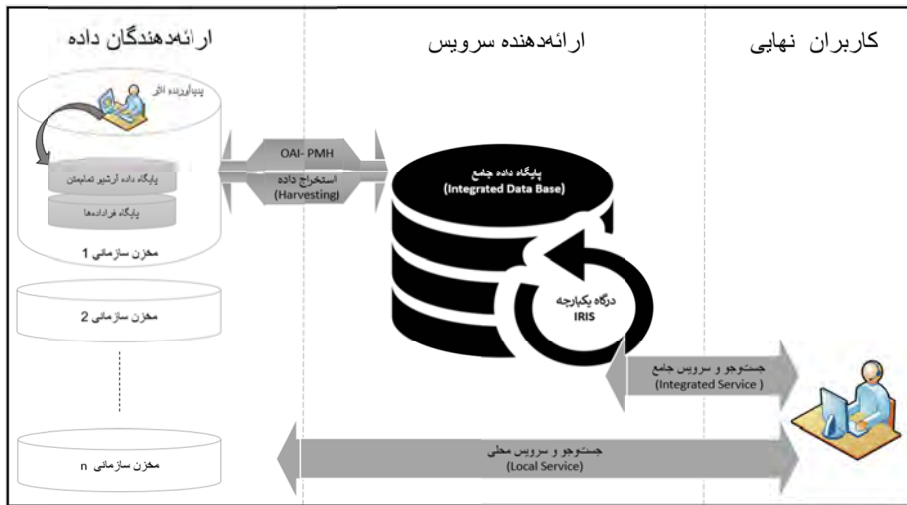 کاربران نهایی
ارائه‌دهنده سرویس
ارائه‌دهندگان داده
پدیدآورنده اثر
پایگاه داده آرشیو تمام‌متن
پایگاه فراداده‌ها
مخزن سازمانی 1
مخزن سازمانی 2
مخزن سازمانی n
OAI- PMH
استخراج داده
(Harvesting)
پایگاه داده جامع
(Integrated Data Base)
درگاه یکپارچه
IRIS
جست‌وجو و سرویس جامع
(Integrated Service )
جست‌وجو و سرویس محلی
(Local Service)